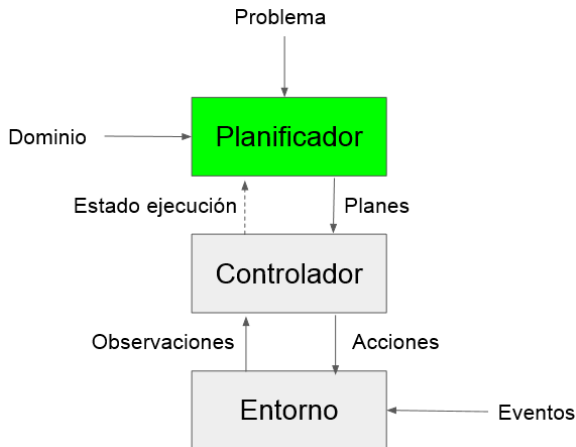 Problema
Dominio
Planificador
Estado ejecución
Planes
Controlador
Observaciones
Acciones
Entorno
Eventos